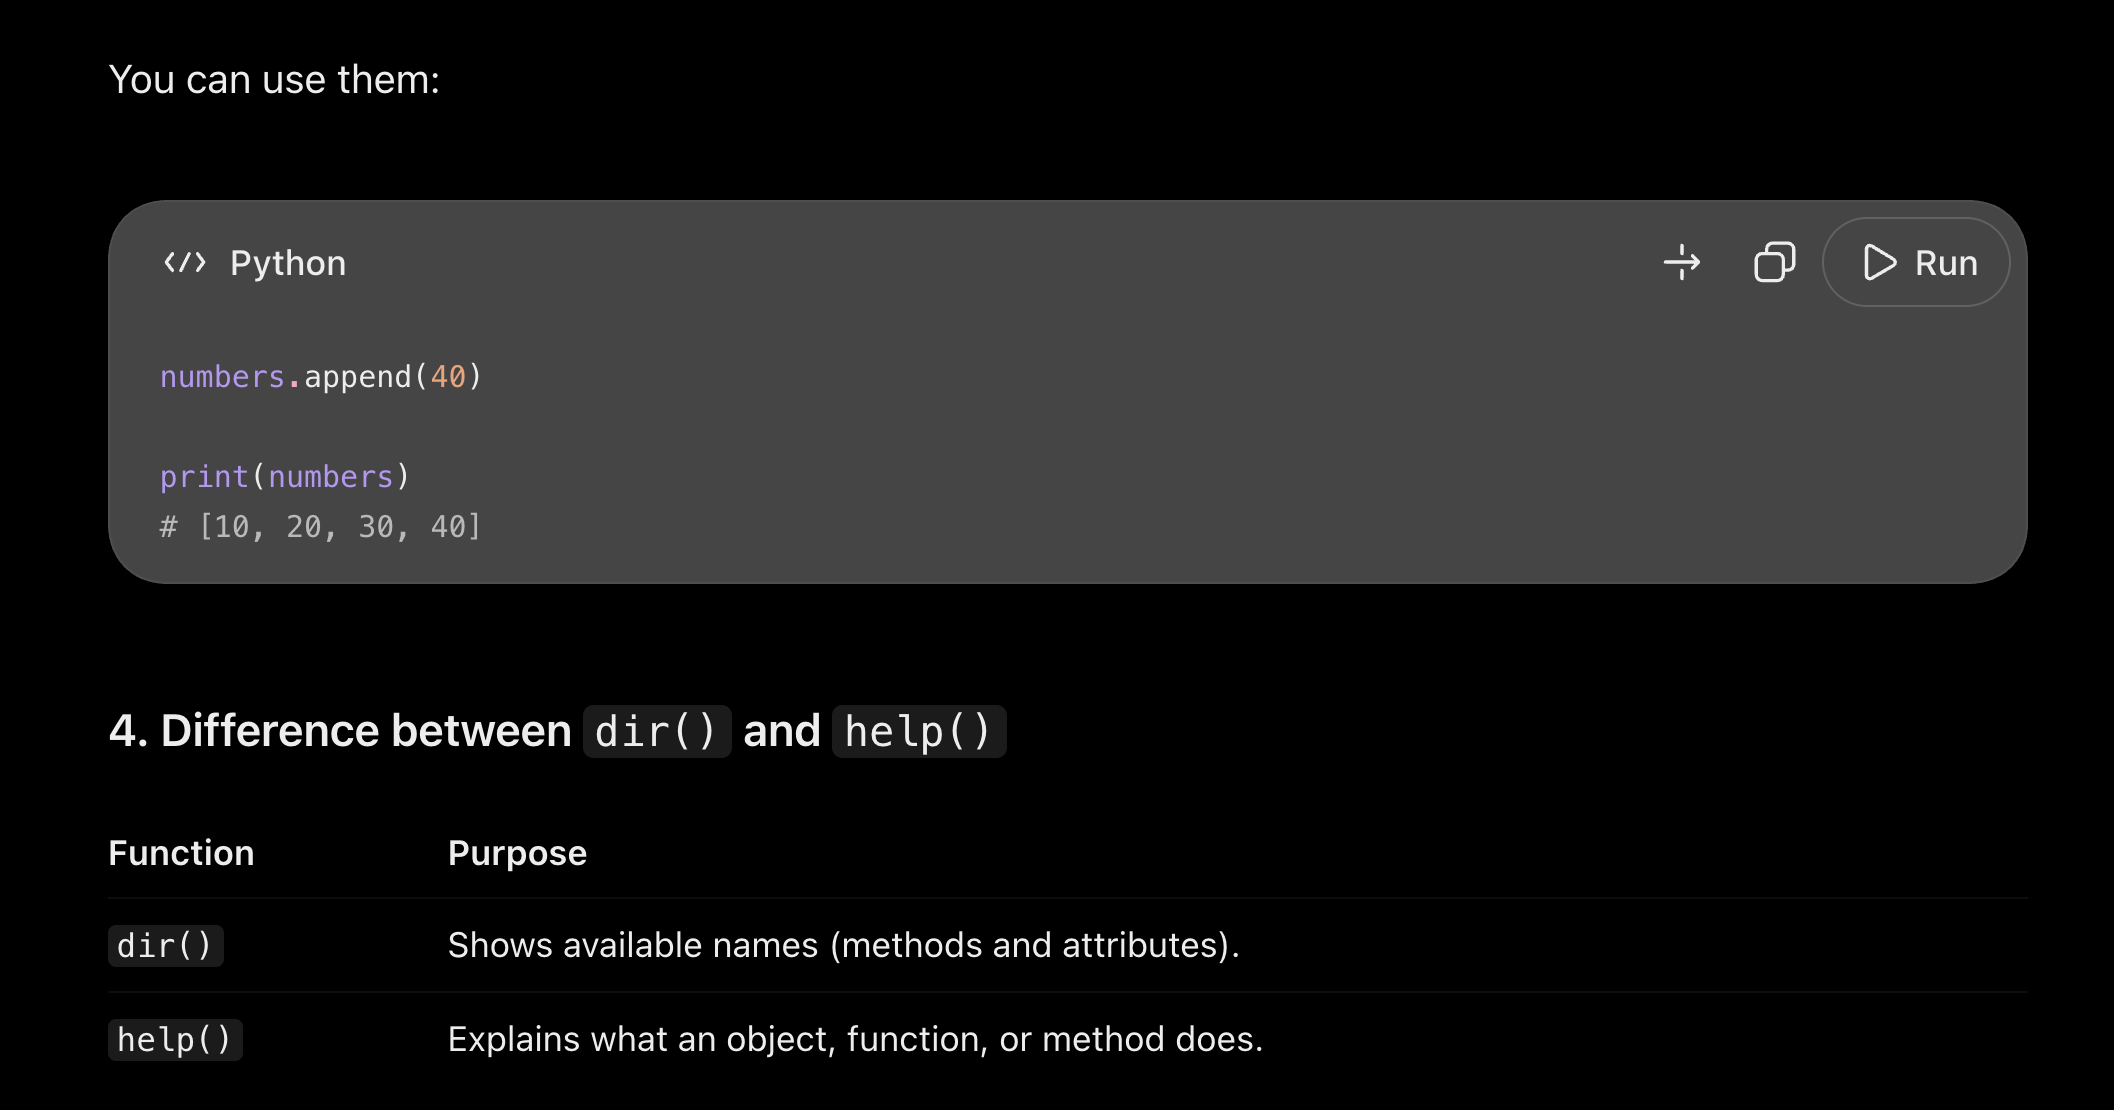 You can use them:
</> Python
Run
numbers.append(40)
print(numbers)
# [10, 20, 30, 40]
4. Difference between dir() and help()
Function Purpose
dir() Shows available names (methods and attributes).
help() Explains what an object, function, or method does.